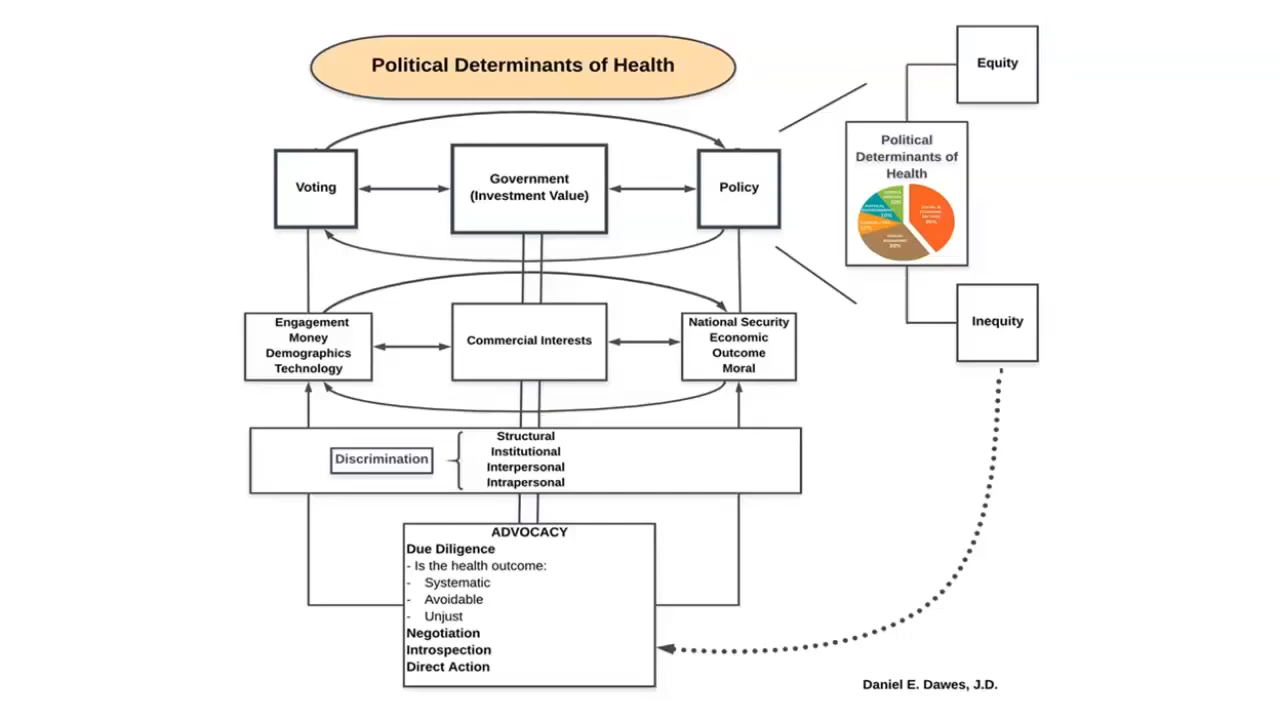 Political Determinants of Health
Equity
Political
Determinants of
Health
Voting
Government
(Investment Value)
Policy
Inequity
Engagement
Money
Demographics
Technology
Commercial Interests
National Security
Economic
Outcome
Moral
Discrimination
Structural
Institutional
Interpersonal
Intrapersonal
ADVOCACY
Due Diligence
- Is the health outcome:
- Systematic
- Avoidable
- Unjust
Negotiation
Introspection
Direct Action
Daniel E. Dawes, J.D.